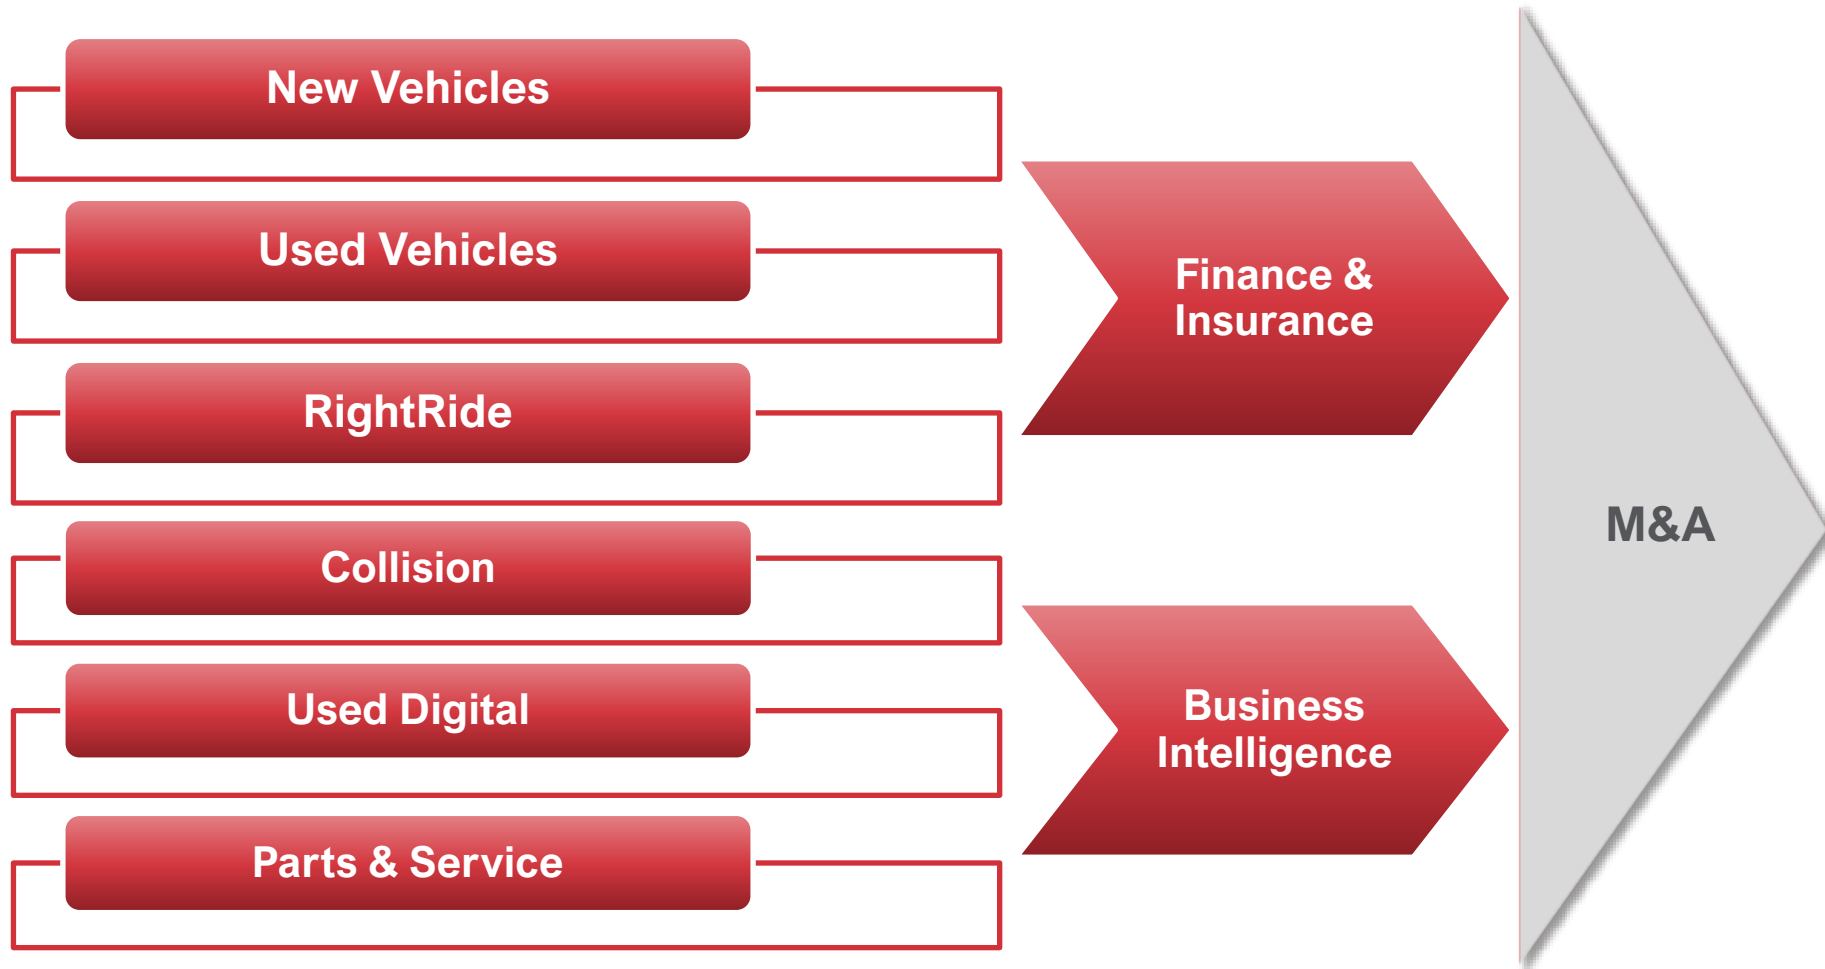 New Vehicles
Used Vehicles
RightRide
Collision
Used Digital
Parts & Service
Finance &
Insurance
Business
Intelligence
M&A